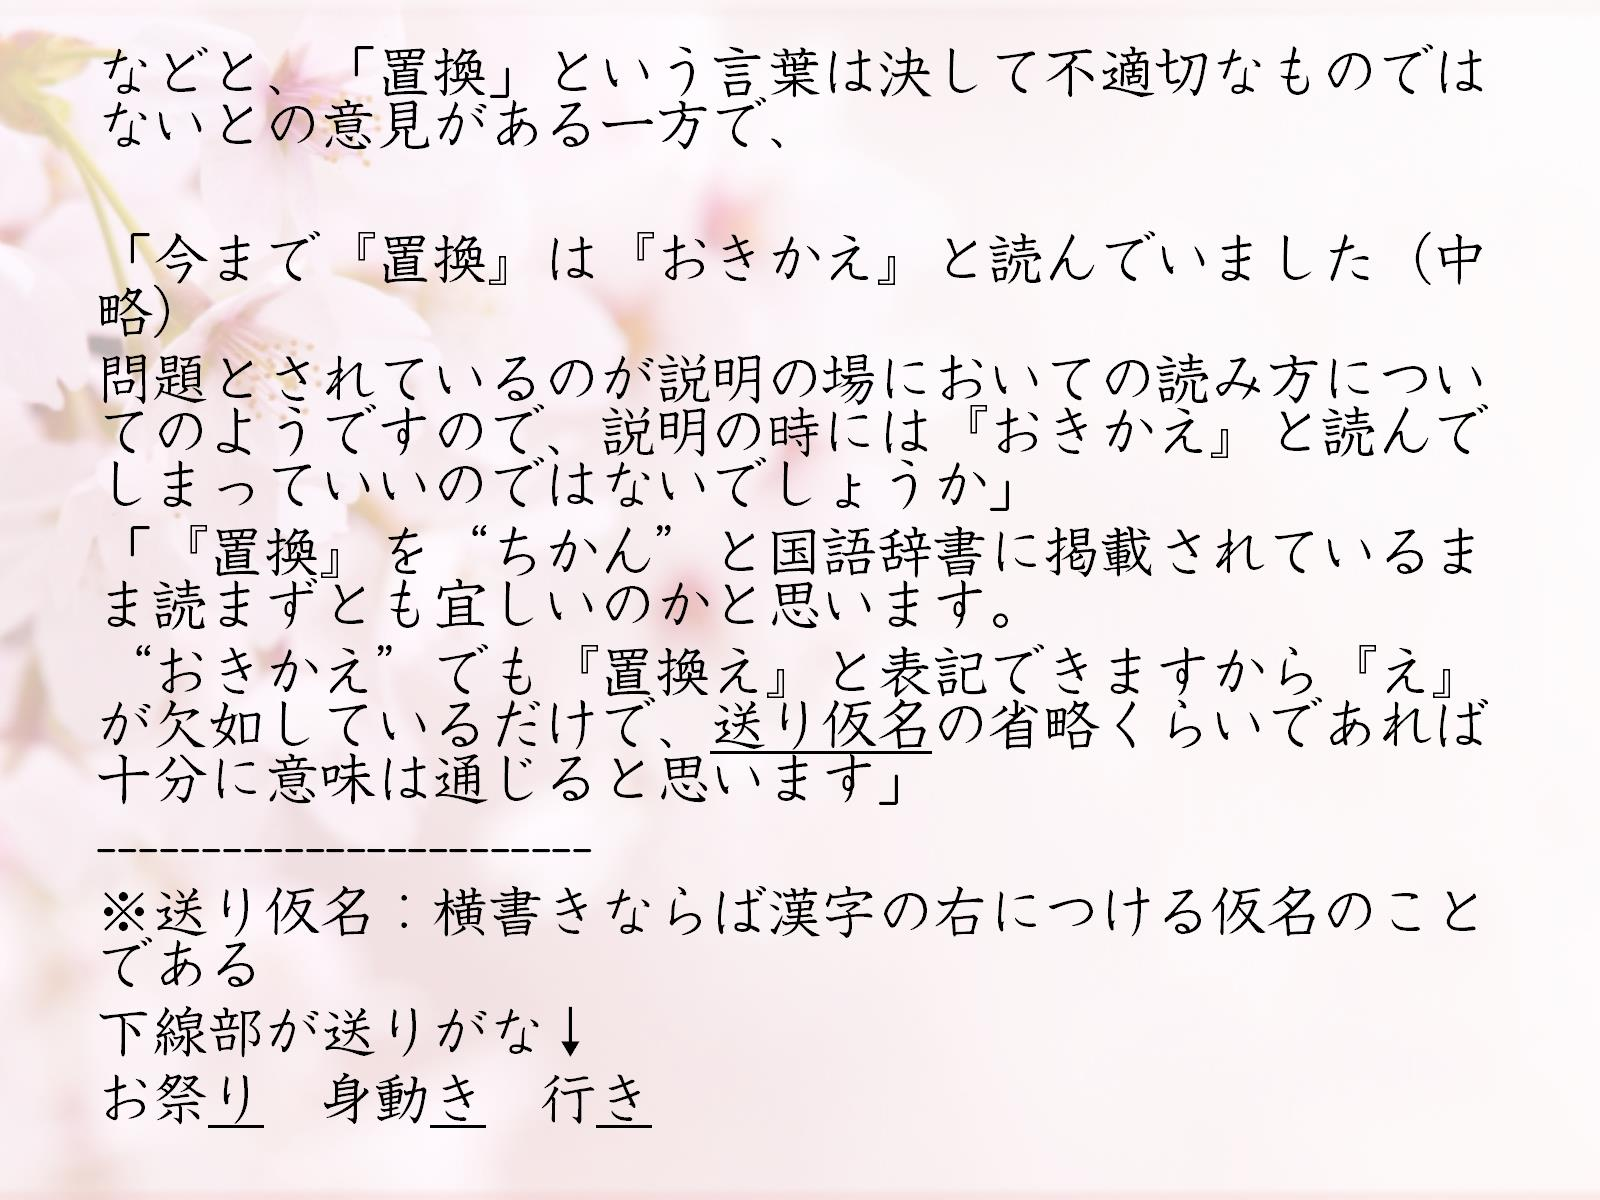 などと、「置換」という言葉は決して不適切なものでは
ないとの意見がある一方で、
「今まで『置換』は『おきかえ』と読んでいました（中
略）
問題とされているのが説明の場においての読み方につい
てのようですので、説明の時には『おきかえ』と読んで
しまっていいのではないでしょうか」
「『置換』を“ちかん”と国語辞書に掲載されているま
ま読まずとも宜しいのかと思います。
“おきかえ”でも『置換え』と表記できますから『え』
が欠如しているだけで、送り仮名の省略くらいであれば
十分に意味は通じると思います」
------------------------
※送り仮名：横書きならば漢字の右につける仮名のこと
である
下線部が送りがな↓
お祭り　身動き　行き